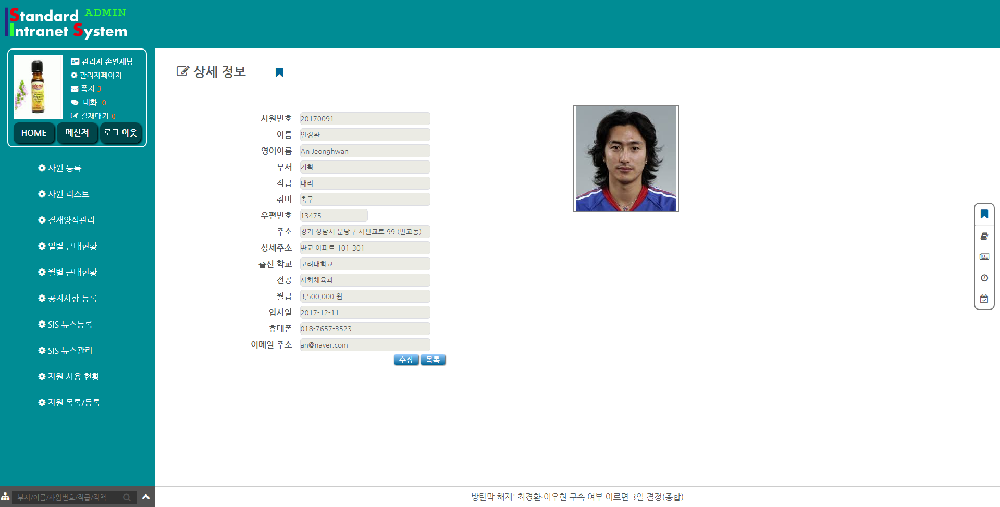 Standard ADMIN
Intranet System
관리자 손연재님
관리자페이지
쪽지 3
대화 0
결재대기 0
HOME 메신저 로그 아웃
사원 등록
사원 리스트
결재양식관리
일별 근태현황
월별 근태현황
공지사항 등록
SIS 뉴스등록
SIS 뉴스관리
자원 사용 현황
자원 목록/등록
부서/이름/사원번호/직급/직책
상세 정보
사원번호 20170091
이름 안정환
영어이름 An Jeonghwan
부서 기획
직급 대리
취미 축구
우편번호 13475
주소 경기 성남시 분당구 서판교로 99 (판교동)
상세주소 판교 아파트 101-301
출신 학교 고려대학교
전공 사회체육과
월급 3,500,000 원
입사일 2017-12-11
휴대폰 018-7657-3523
이메일 주소 an@naver.com
수정 목록
방탄막 해제' 최경환·이우현 구속 여부 이르면 3일 결정(종합)